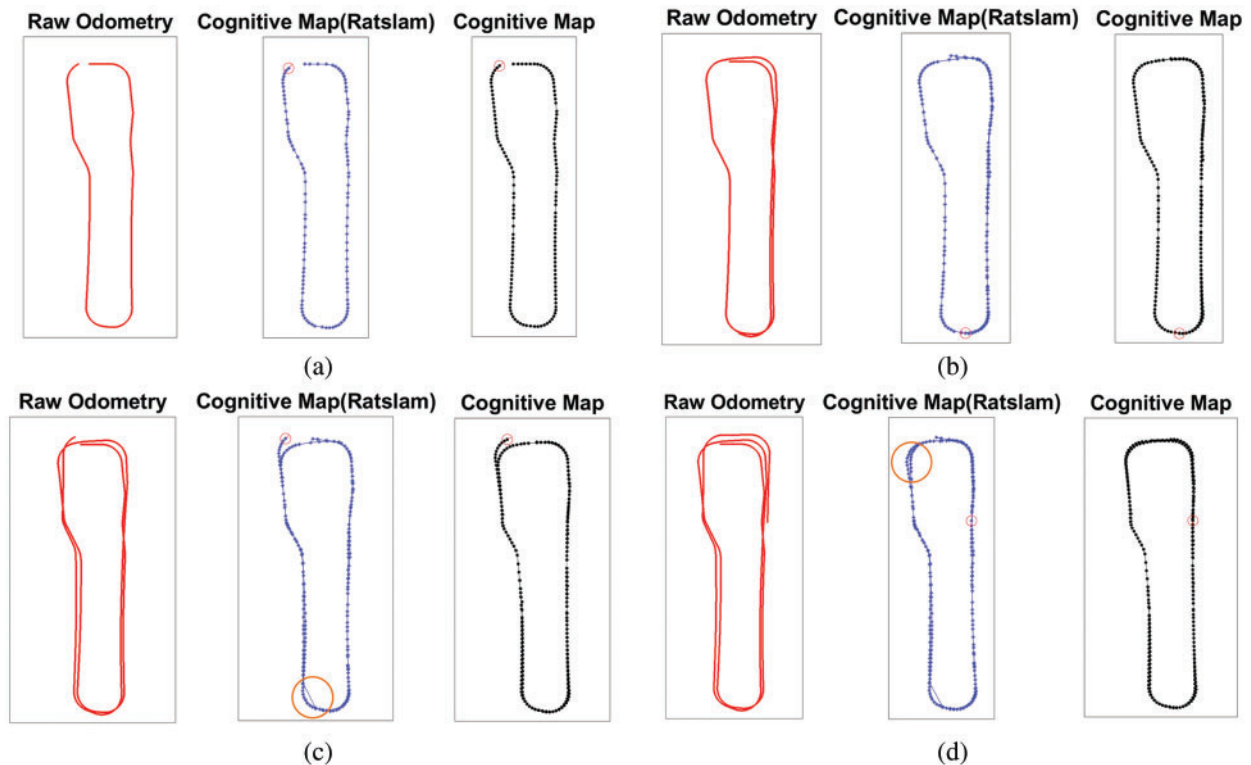 Raw Odometry Cognitive Map(Ratslam) Cognitive Map
Raw Odometry Cognitive Map(Ratslam) Cognitive Map
(a)
(b)
Raw Odometry Cognitive Map(Ratslam) Cognitive Map
Raw Odometry Cognitive Map(Ratslam) Cognitive Map
(c)
(d)